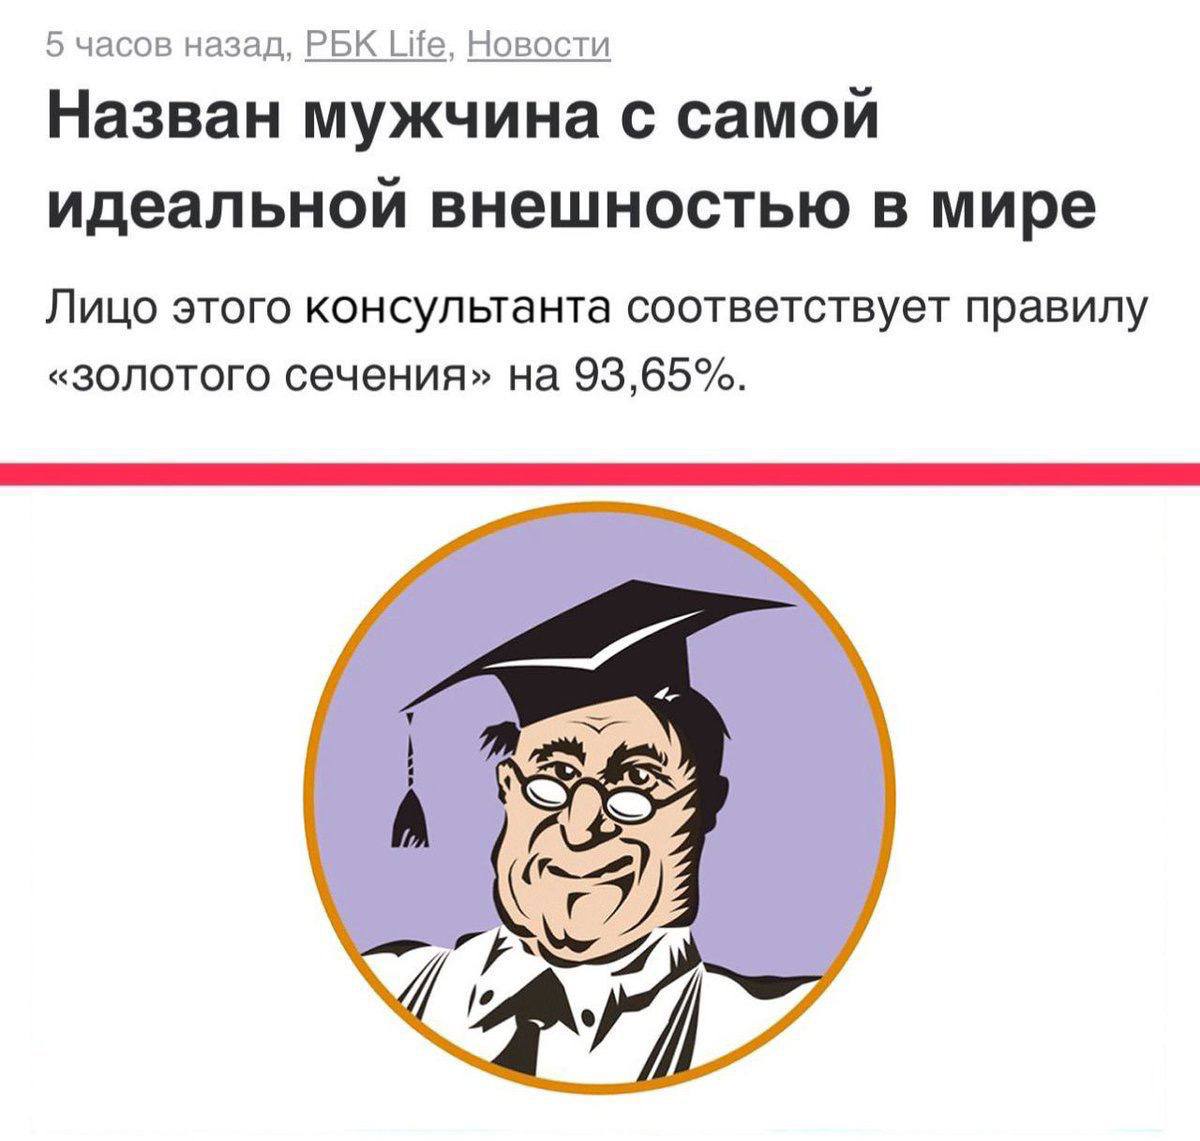 5 часов назад, РБК Life, Новости
Назван мужчина с самой
идеальной внешностью в мире
Лицо этого консультанта соответствует правилу
«золотого сечения» на 93,65%.